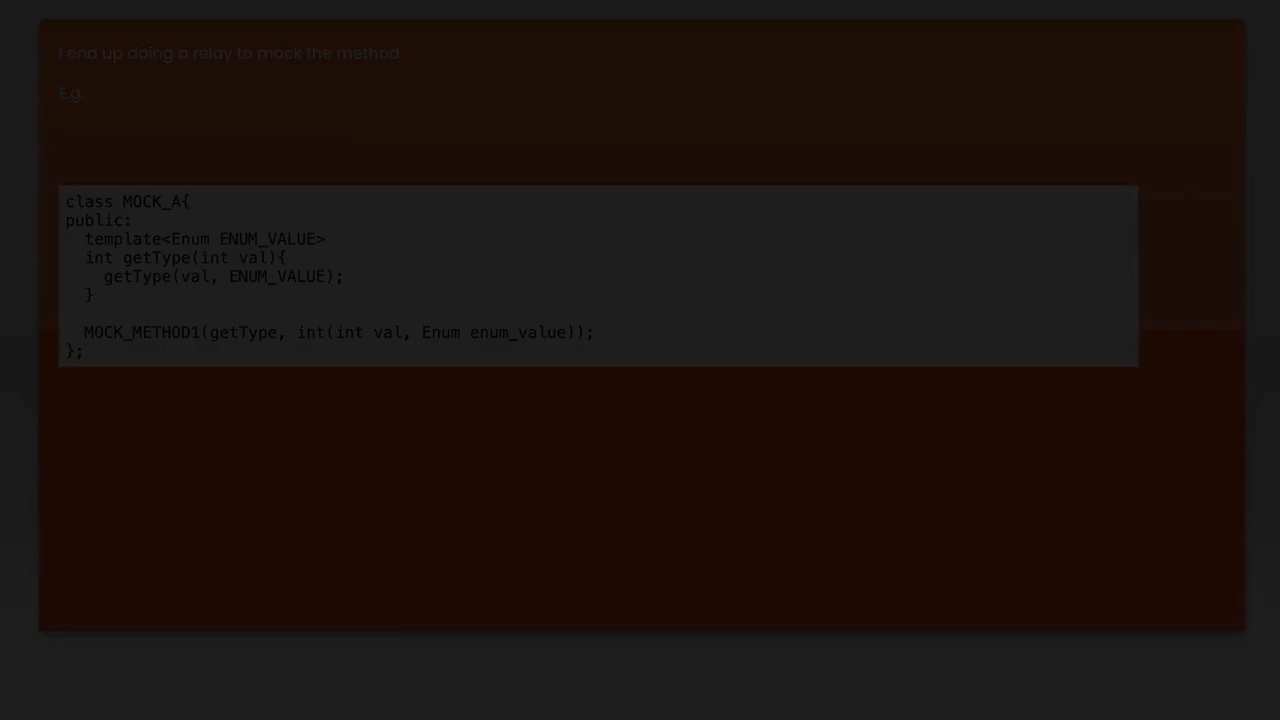 I end up doing a relay to mock the method
E.g.
class MOCK_A{
public:
  template<Enum ENUM_VALUE>
  int getType(int val){
    getType(val, ENUM_VALUE);
  }
  MOCK_METHOD1(getType, int(int val, Enum enum_value));
};